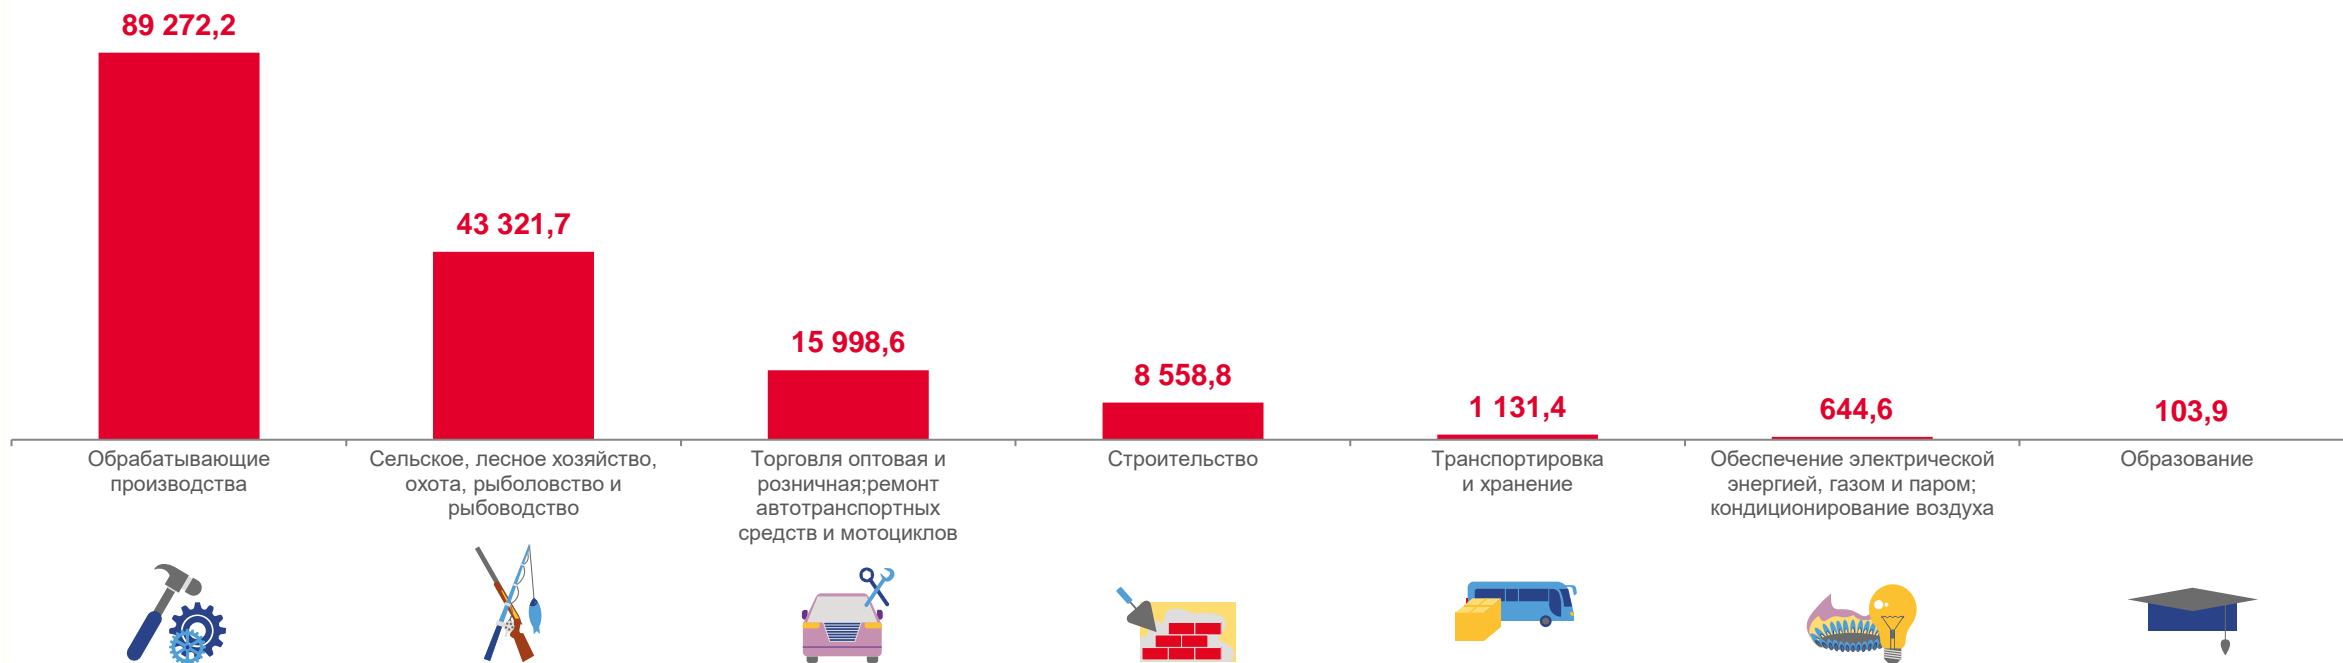 89 272,2
43 321,7
15 998,6
8 558,8
1 131,4
644,6
103,9
Обрабатывающие
производства
Сельское, лесное хозяйство,
охота, рыболовство и
рыбоводство
Торговля оптовая и
розничная;ремонт
автотранспортных
средств и мотоциклов
Строительство
Транспортировка
и хранение
Обеспечение электрической
энергией, газом и паром;
кондиционирование воздуха
Образование